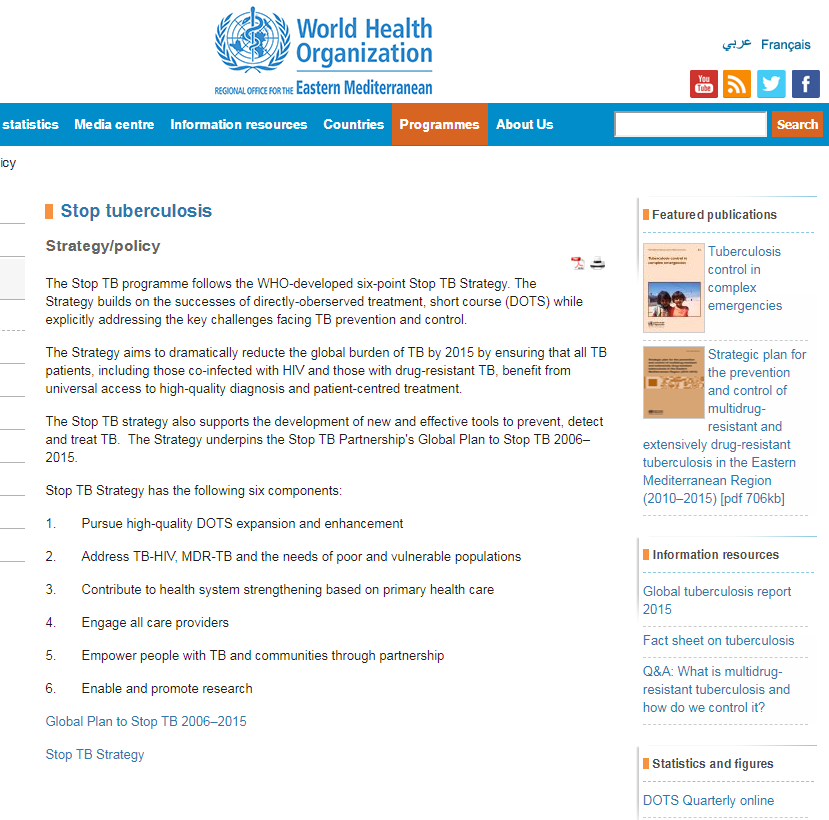 World Health
Organization
REGIONAL OFFICE FOR THE Eastern Mediterranean
عربي Français
You
Tube
statistics Media centre Information resources Countries Programmes About Us Search
icy
Stop tuberculosis
Strategy/policy
The Stop TB programme follows the WHO-developed six-point Stop TB Strategy. The
Strategy builds on the successes of directly-oberserved treatment, short course (DOTS) while
explicitly addressing the key challenges facing TB prevention and control.
The Strategy aims to dramatically reducte the global burden of TB by 2015 by ensuring that all TB
patients, including those co-infected with HIV and those with drug-resistant TB, benefit from
universal access to high-quality diagnosis and patient-centred treatment.
The Stop TB strategy also supports the development of new and effective tools to prevent, detect
and treat TB.  The Strategy underpins the Stop TB Partnership's Global Plan to Stop TB 2006–
2015.
Stop TB Strategy has the following six components:
1. Pursue high-quality DOTS expansion and enhancement
2. Address TB-HIV, MDR-TB and the needs of poor and vulnerable populations
3. Contribute to health system strengthening based on primary health care
4. Engage all care providers
5. Empower people with TB and communities through partnership
6. Enable and promote research
Global Plan to Stop TB 2006–2015
Stop TB Strategy
Featured publications
Tuberculosis control in
complex emergencies
Tuberculosis
control in
complex
emergencies
Strategic plan for
the prevention
and control of
multidrug-
resistant and
extensively drug-resistant
tuberculosis in the Eastern
Mediterranean Region
(2010–2015) [pdf 706kb]
Information resources
Global tuberculosis report
2015
Fact sheet on tuberculosis
Q&A: What is multidrug-
resistant tuberculosis and
how do we control it?
Statistics and figures
DOTS Quarterly online